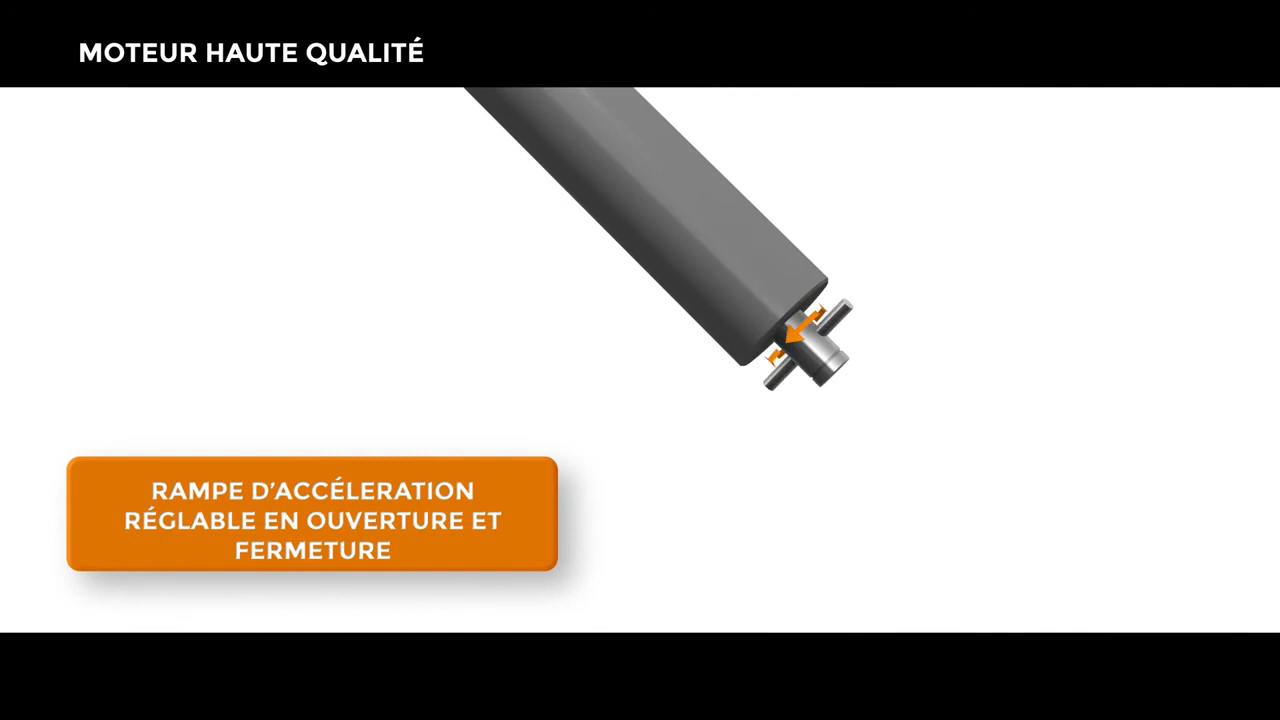 MOTEUR HAUTE QUALITÉ
RAMPE D’ACCÉLERATION
RÉGLABLE EN OUVERTURE ET
FERMETURE